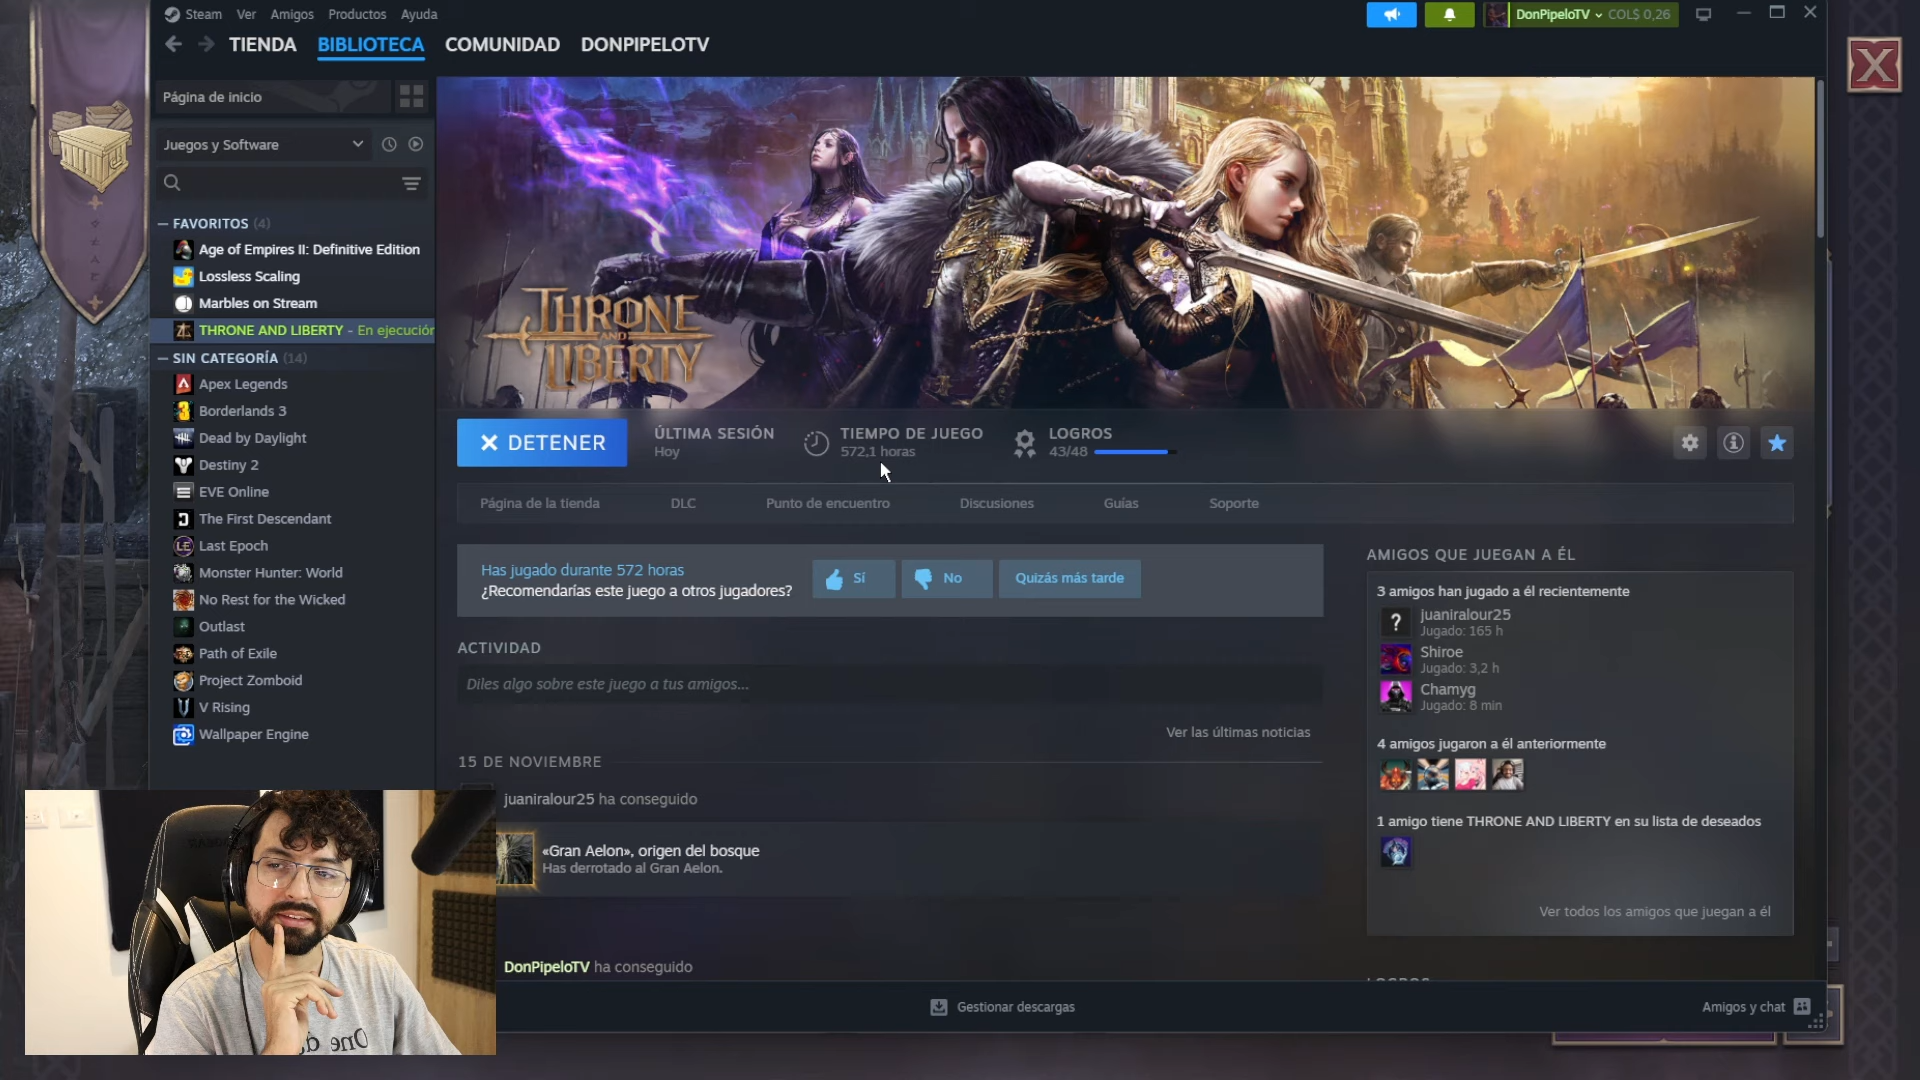 Steam Ver Amigos Productos Ayuda
DonPipeloTV COL$ 0,26
TIENDA BIBLIOTECA COMUNIDAD DONPIPELOTV
Página de inicio
Juegos y Software
FAVORITOS (4)
Age of Empires II: Definitive Edition
Lossless Scaling
Marbles on Stream
THRONE AND LIBERTY - En ejecución
SIN CATEGORÍA (14)
Apex Legends
Borderlands 3
Dead by Daylight
Destiny 2
EVE Online
The First Descendant
Last Epoch
Monster Hunter: World
No Rest for the Wicked
Outlast
Path of Exile
Project Zomboid
V Rising
Wallpaper Engine
THRONE
AND
LIBERTY
DETENER
ÚLTIMA SESIÓN
Hoy
TIEMPO DE JUEGO
572,1 horas
LOGROS
43/48
Página de la tienda DLC Punto de encuentro Discusiones Guías Soporte
Has jugado durante 572 horas
¿Recomendarías este juego a otros jugadores?
Sí No Quizás más tarde
ACTIVIDAD
Diles algo sobre este juego a tus amigos...
Ver las últimas noticias
15 DE NOVIEMBRE
juaniralour25 ha conseguido
«Gran Aelon», origen del bosque
Has derrotado al Gran Aelon.
DonPipeloTV ha conseguido
AMIGOS QUE JUEGAN A ÉL
3 amigos han jugado a él recientemente
juaniralour25
Jugado: 165 h
Shiroe
Jugado: 3,2 h
Chamyg
Jugado: 8 min
4 amigos jugaron a él anteriormente
1 amigo tiene THRONE AND LIBERTY en su lista de deseados
Ver todos los amigos que juegan a él
LOGROS
Gestionar descargas
Amigos y chat
One da